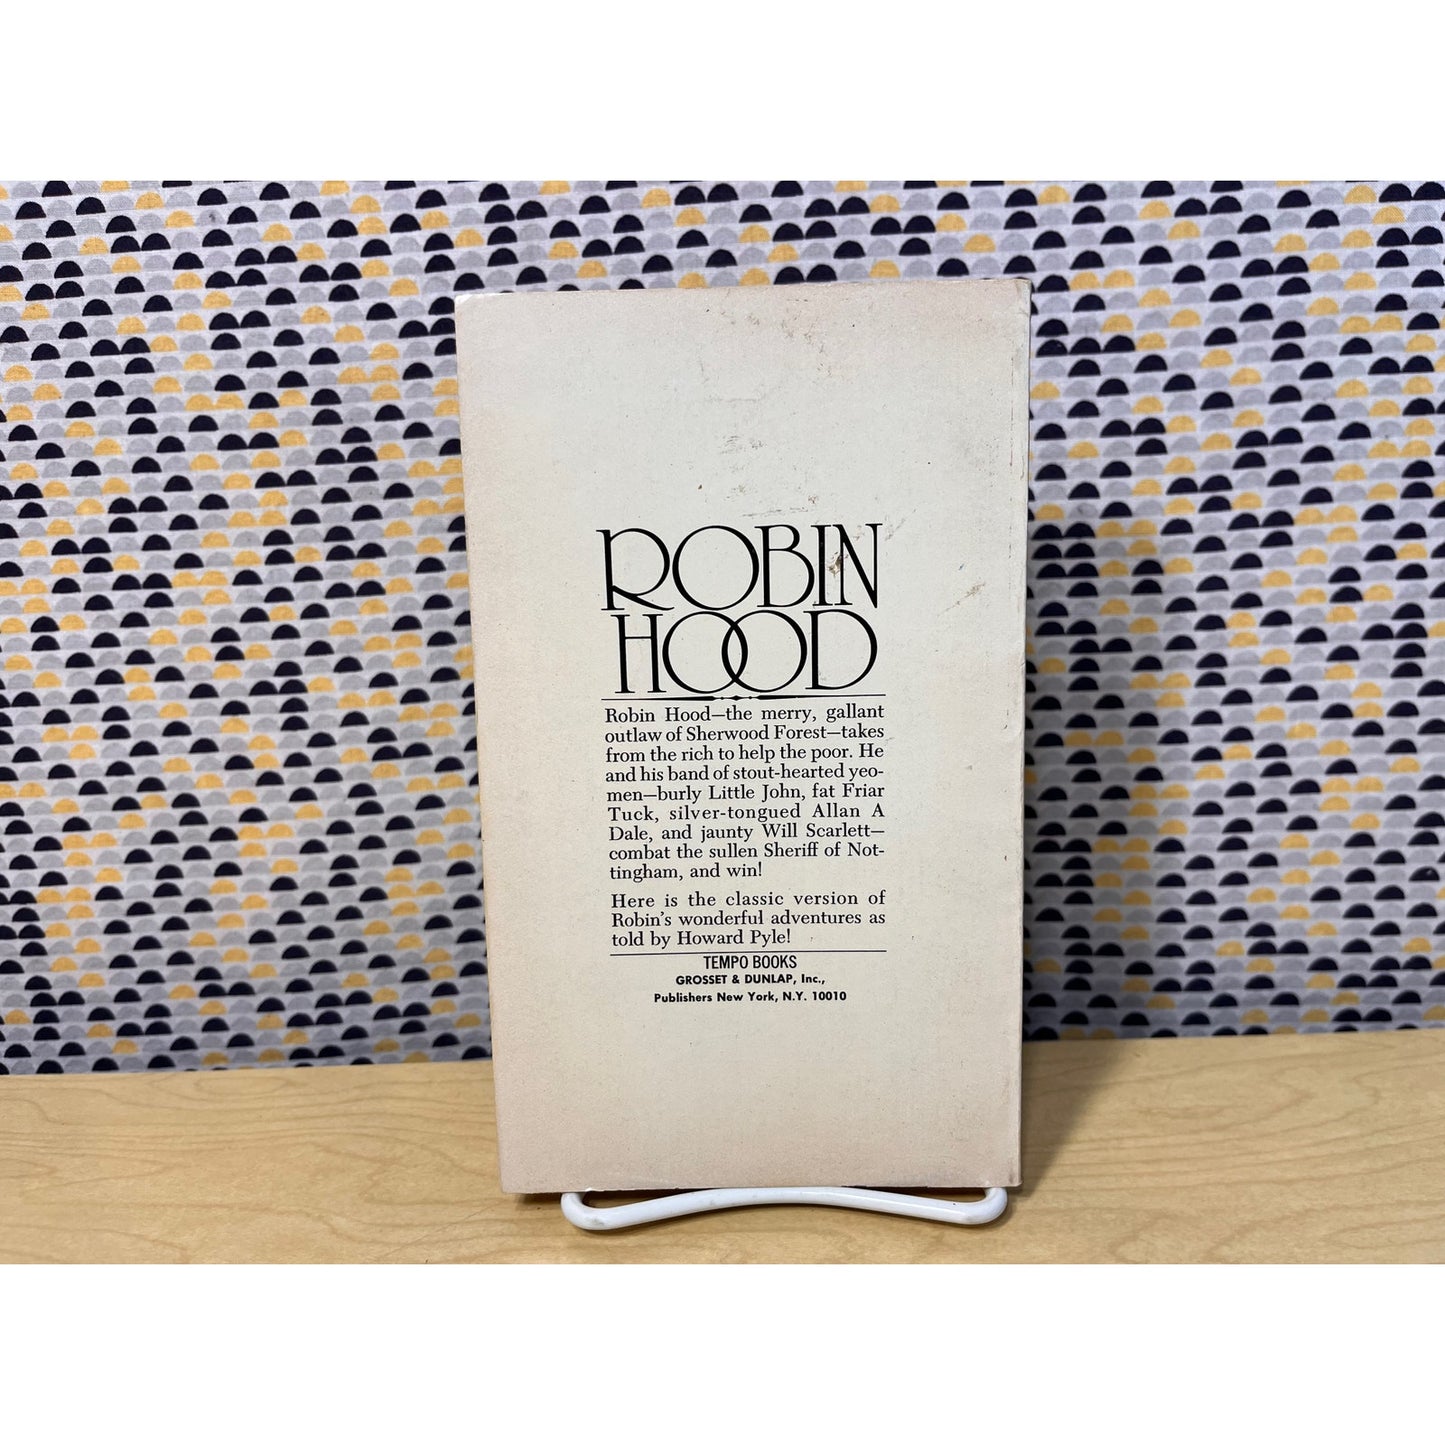 ROBIN
HOOD
Robin Hood—the merry, gallant
outlaw of Sherwood Forest—takes
from the rich to help the poor. He
and his band of stout-hearted yeo-
men—burly Little John, fat Friar
Tuck, silver-tongued Allan A
Dale, and jaunty Will Scarlett—
combat the sullen Sheriff of Not-
tingham, and win!
Here is the classic version of
Robin's wonderful adventures as
told by Howard Pyle!
TEMPO BOOKS
GROSSET & DUNLAP, Inc.,
Publishers New York, N.Y. 10010